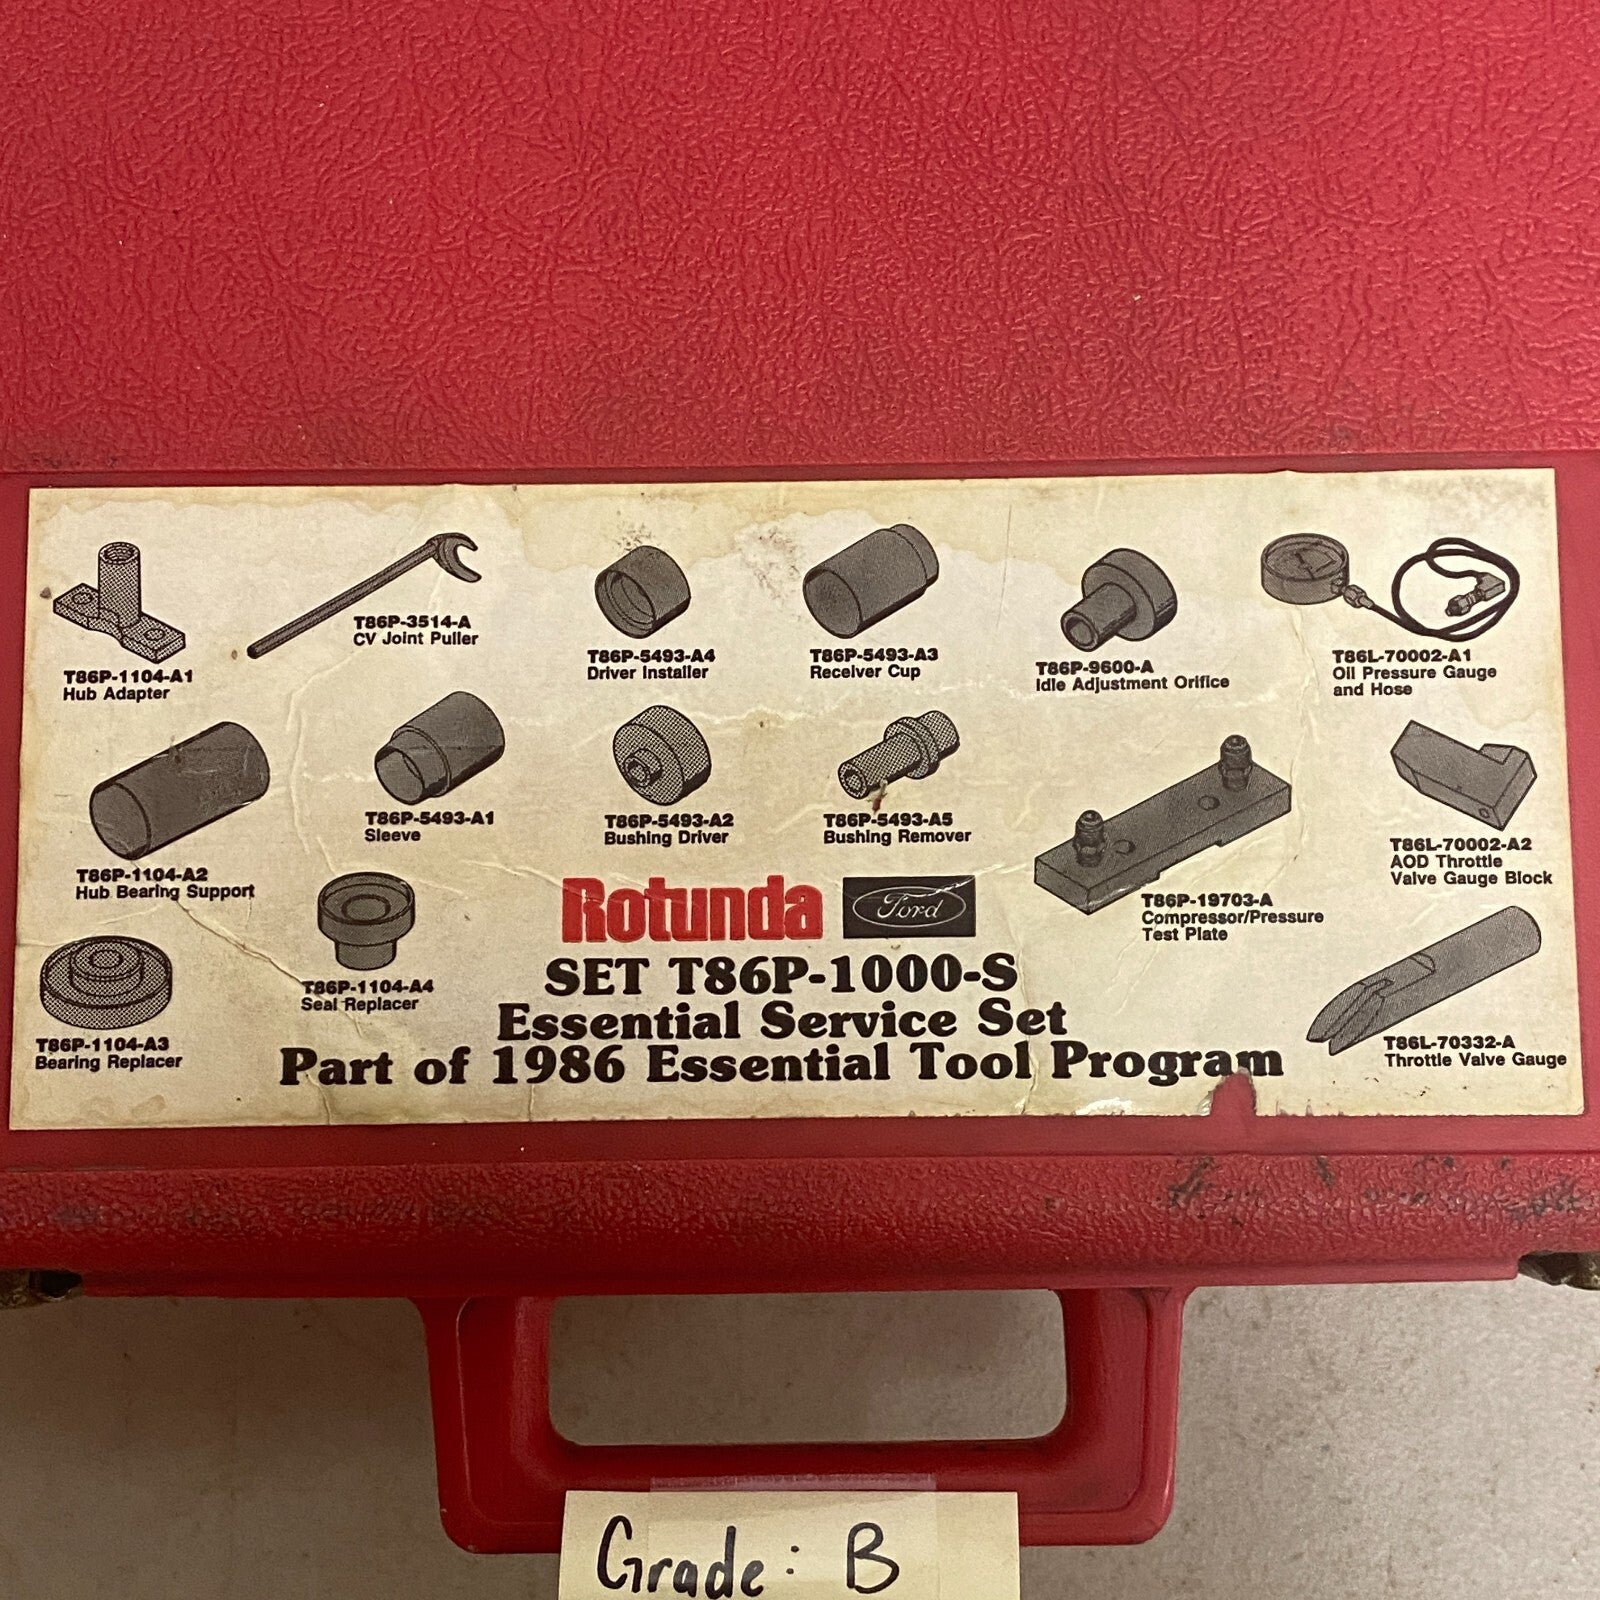 T86P-1104-A1
Hub Adapter
T86P-3514-A
CV Joint Puller
T86P-5493-A4
Driver Installer
T86P-5493-A3
Receiver Cup
T86P-9600-A
Idle Adjustment Orifice
T86L-70002-A1
Oil Pressure Gauge
and Hose
T86P-1104-A2
Hub Bearing Support
T86P-5493-A1
Sleeve
T86P-5493-A2
Bushing Driver
T86P-5493-A5
Bushing Remover
T86P-19703-A
Compressor/Pressure
Test Plate
T86L-70002-A2
AOD Throttle
Valve Gauge Block
T86P-1104-A3
Bearing Replacer
T86P-1104-A4
Seal Replacer
T86L-70332-A
Throttle Valve Gauge
Rotunda Ford
SET T86P-1000-S
Essential Service Set
Part of 1986 Essential Tool Program
Grade: B